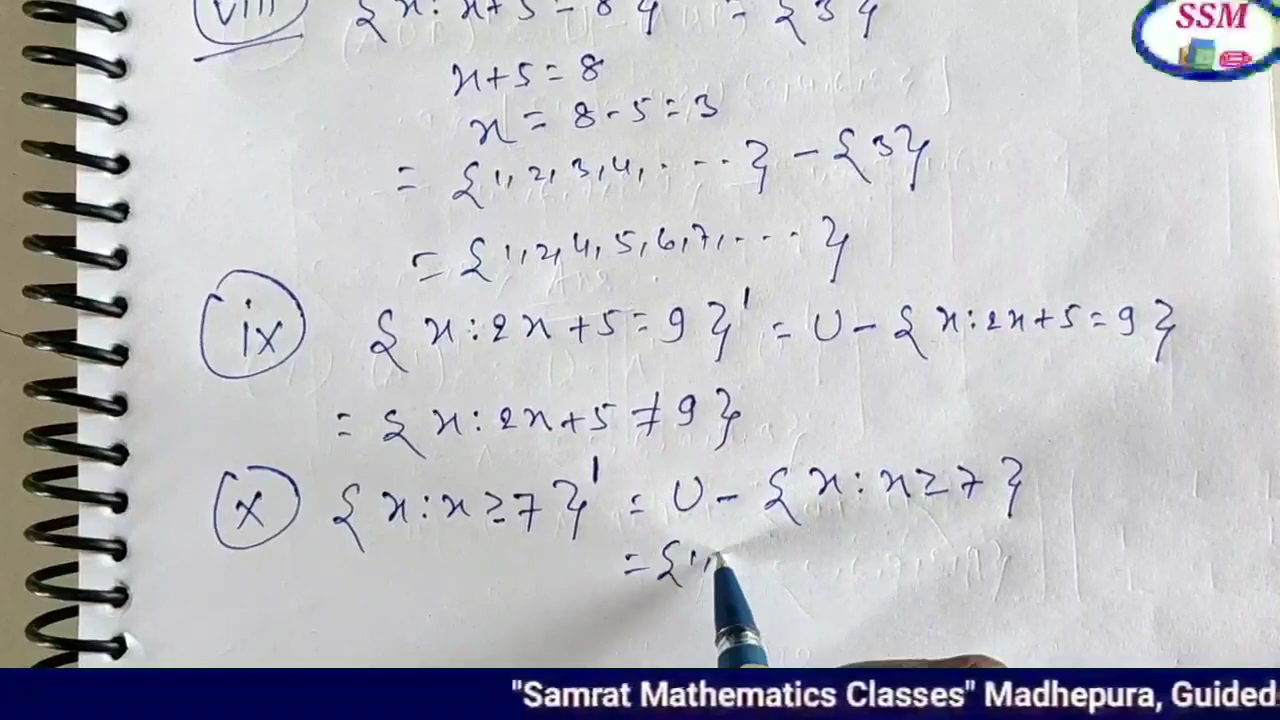 viii {x: x+5=8} = {3}
SSM
x+5=8
x = 8-5=3
= {1,2,3,4,....} - {3}
= {1,2,4,5,6,7,....}
ix {x:2x+5=9}' = U - {x:2x+5=9}
= {x:2x+5≠9}
x {x:x≥7}' = U - {x:x≥7}
= {1,
"Samrat Mathematics Classes" Madhepura, Guided